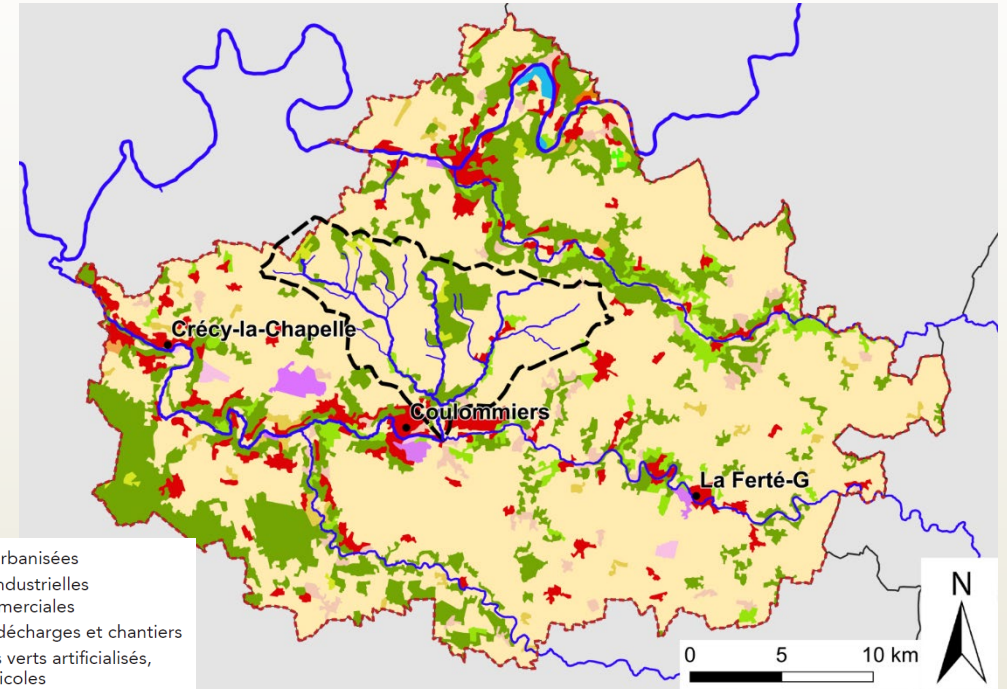 Crécy-la-Chapelle
Coulommiers
La Ferté-G
rbanisées
ndustrielles
merciales
décharges et chantiers
s verts artificialisés,
icoles
0 5 10 km
N